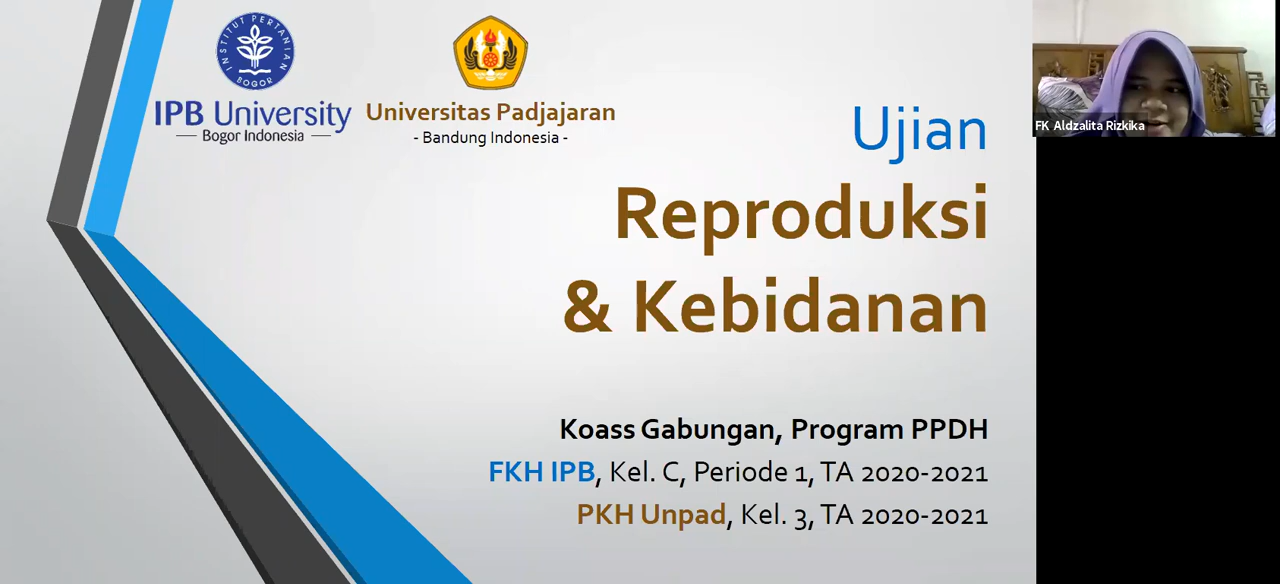 INSTITUT PERTANIAN
BOGOR
IPB University
Bogor Indonesia
Universitas Padjajaran
- Bandung Indonesia -
Ujian
Reproduksi
& Kebidanan
Koass Gabungan, Program PPDH
FKH IPB, Kel. C, Periode 1, TA 2020-2021
PKH Unpad, Kel. 3, TA 2020-2021
FK Aldzalita Rizkika